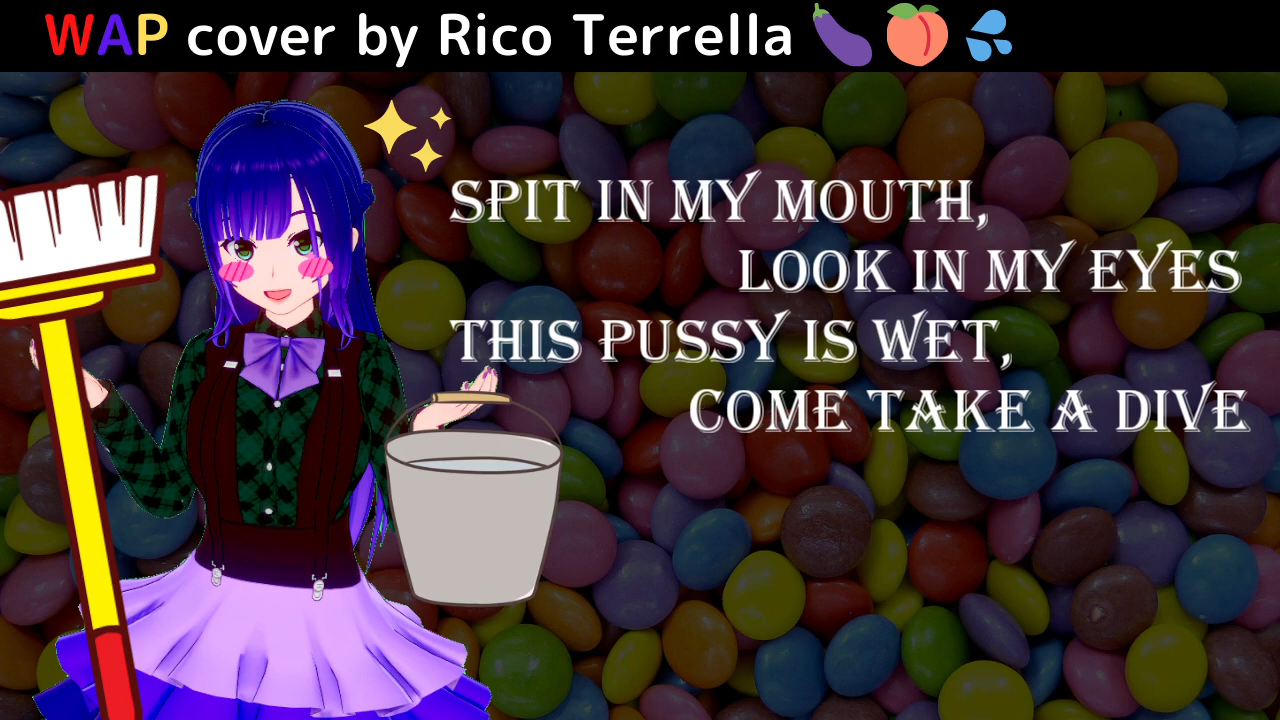 WAP cover by Rico Terrella 🍆🍑💦
SPIT IN MY MOUTH,
LOOK IN MY EYES
THIS PUSSY IS WET,
COME TAKE A DIVE